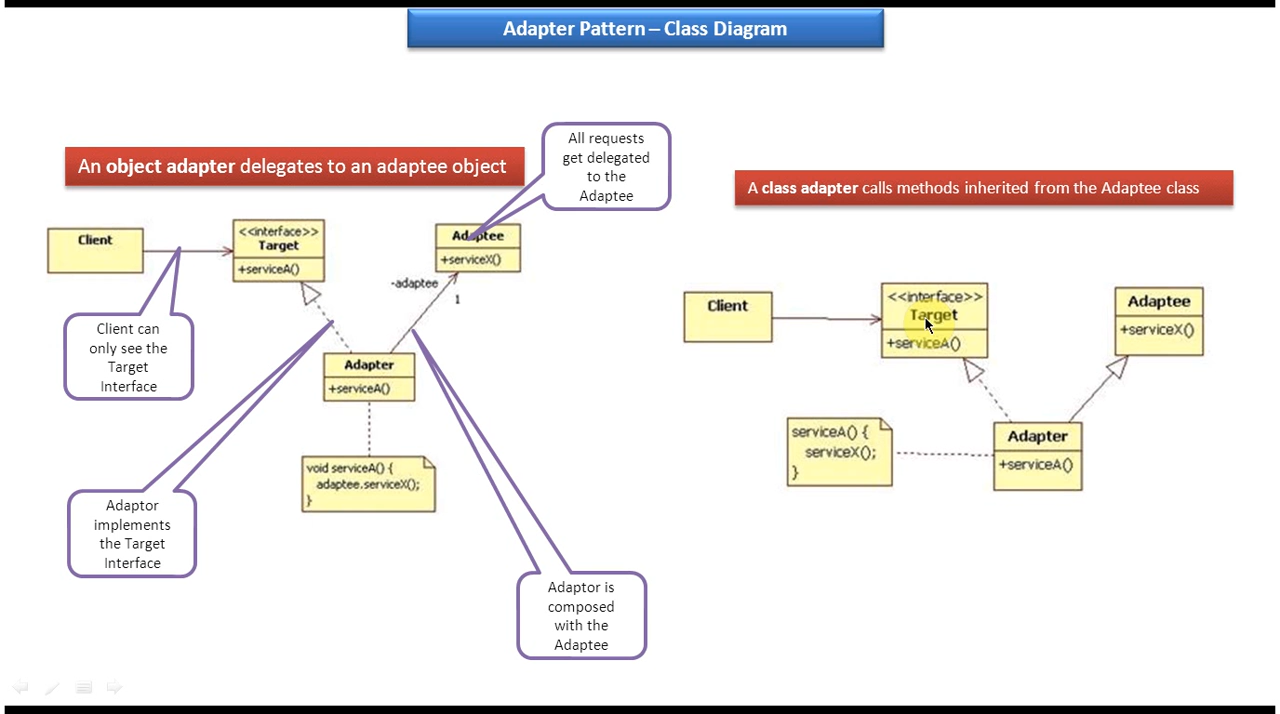 Adapter Pattern – Class Diagram
An object adapter delegates to an adaptee object
All requests
get delegated
to the
Adaptee
A class adapter calls methods inherited from the Adaptee class
Client
<<interface>>
Target
+serviceA()
Adaptee
+serviceX()
-adaptee
1
Client can
only see the
Target
Interface
Adapter
+serviceA()
void serviceA() {
adaptee.serviceX();
}
Adaptor
implements
the Target
Interface
Adaptor is
composed
with the
Adaptee
Client
<<interface>>
Target
+serviceA()
Adaptee
+serviceX()
serviceA() {
serviceX();
}
Adapter
+serviceA()